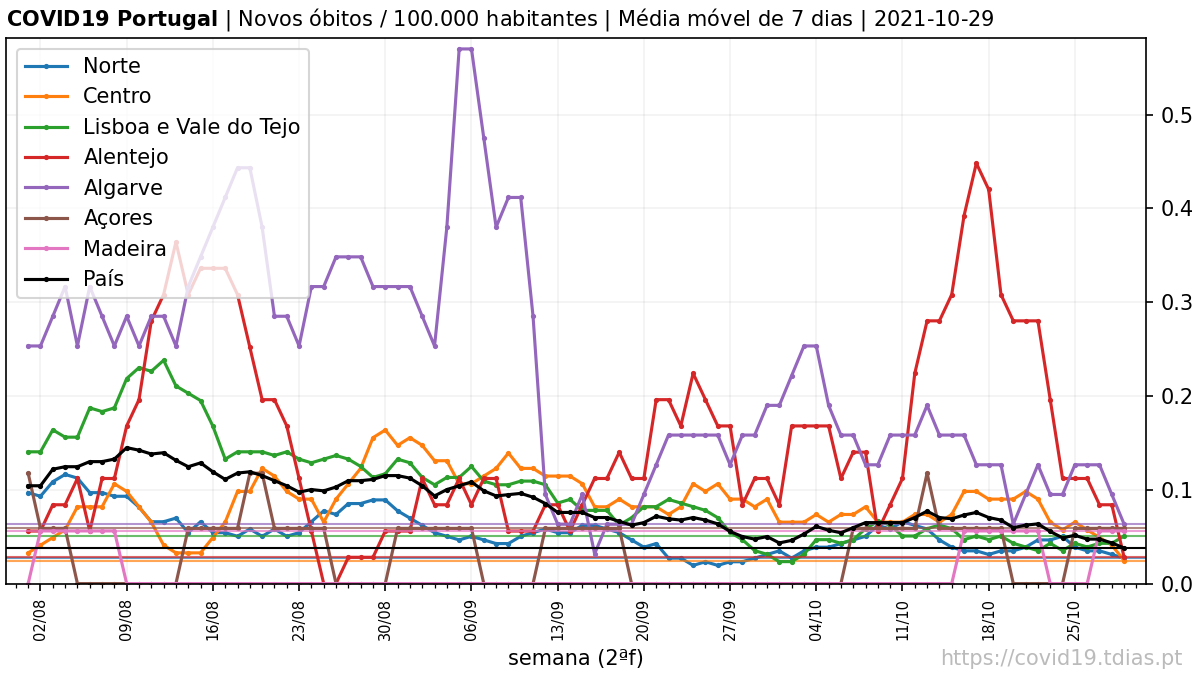 COVID19 Portugal | Novos óbitos / 100.000 habitantes | Média móvel de 7 dias | 2021-10-29
Norte
Centro
Lisboa e Vale do Tejo
Alentejo
Algarve
Açores
Madeira
País
0.5
0.4
0.3
0.2
0.1
0.0
02/08
09/08
16/08
23/08
30/08
06/09
13/09
20/09
27/09
04/10
11/10
18/10
25/10
semana (2ªf)
https://covid19.tdias.pt